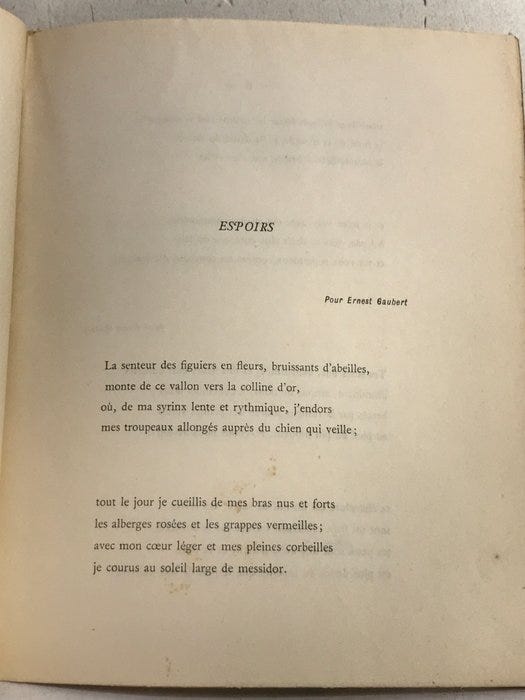 ESPOIRS
Pour Ernest Gaubert
La senteur des figuiers en fleurs, bruissants d'abeilles,
monte de ce vallon vers la colline d'or,
où, de ma syrinx lente et rythmique, j'endors
mes troupeaux allongés auprès du chien qui veille ;
tout le jour je cueillis de mes bras nus et forts
les alberges rosées et les grappes vermeilles ;
avec mon cœur léger et mes pleines corbeilles
je courus au soleil large de messidor.